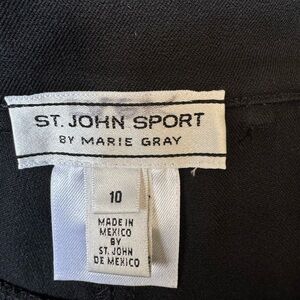 ST. JOHN SPORT
BY MARIE GRAY
10
MADE IN
MEXICO
BY
ST. JOHN
DE MEXICO